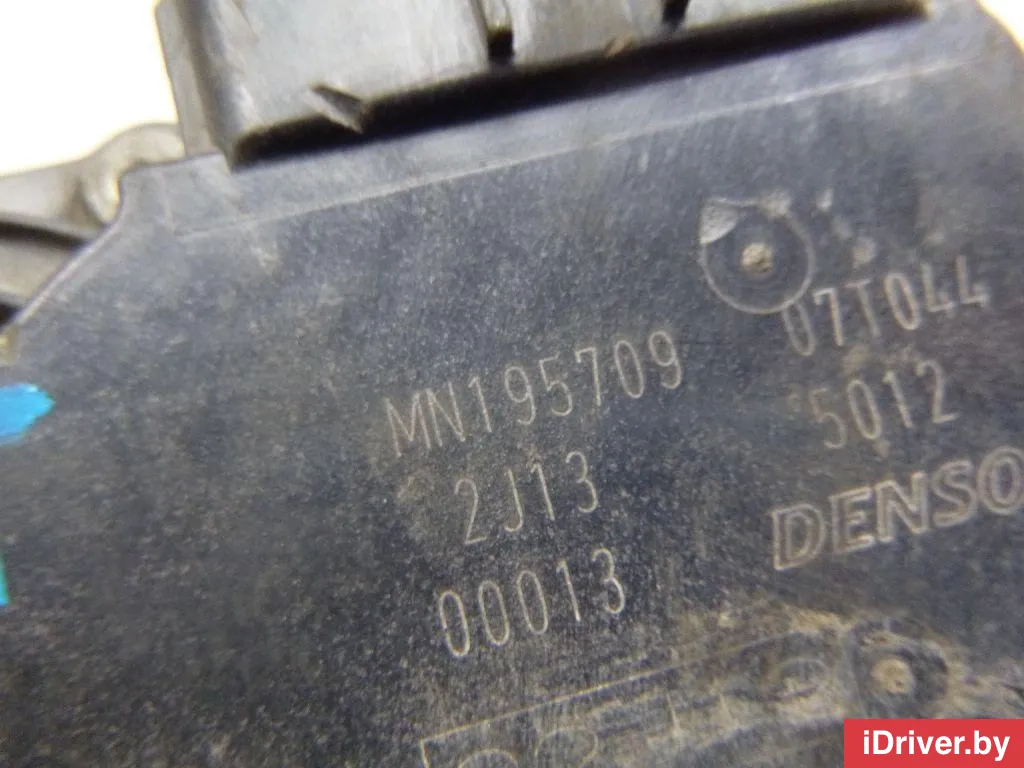 MN195709
07T044
2J13
5012
00013
DENSO
iDriver.by